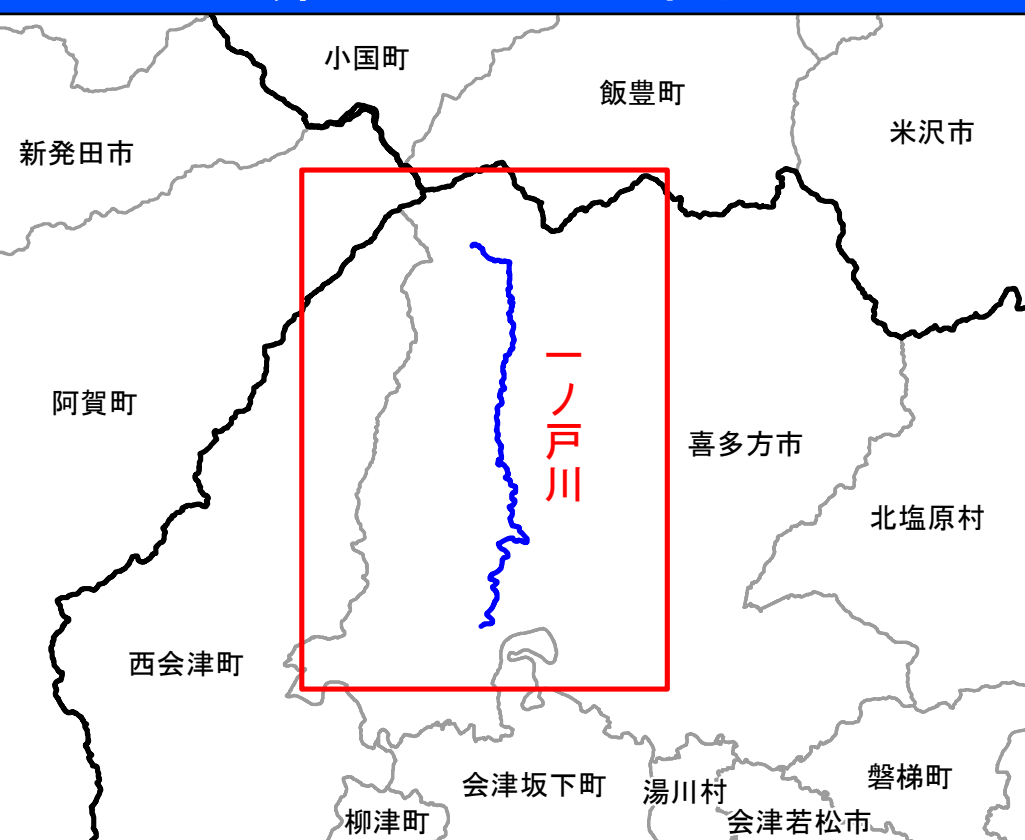 小国町
飯豊町
米沢市
新発田市
阿賀町
一ノ戸川
喜多方市
北塩原村
西会津町
会津坂下町
湯川村
磐梯町
柳津町
会津若松市